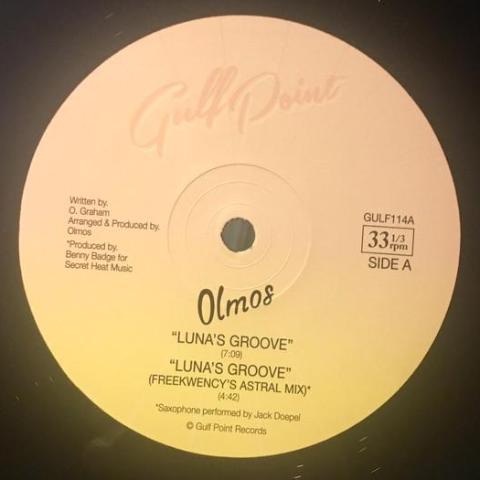 Gulf Point
Written by.
O. Graham
Arranged & Produced by.
Olmos
*Produced by.
Benny Badge for
Secret Heat Music
GULF114A
33 1/3 rpm
SIDE A
Olmos
"LUNA'S GROOVE"
(7:09)
"LUNA'S GROOVE"
(FREEKWENCY'S ASTRAL MIX)*
(4:42)
*Saxophone performed by Jack Doepel
© Gulf Point Records